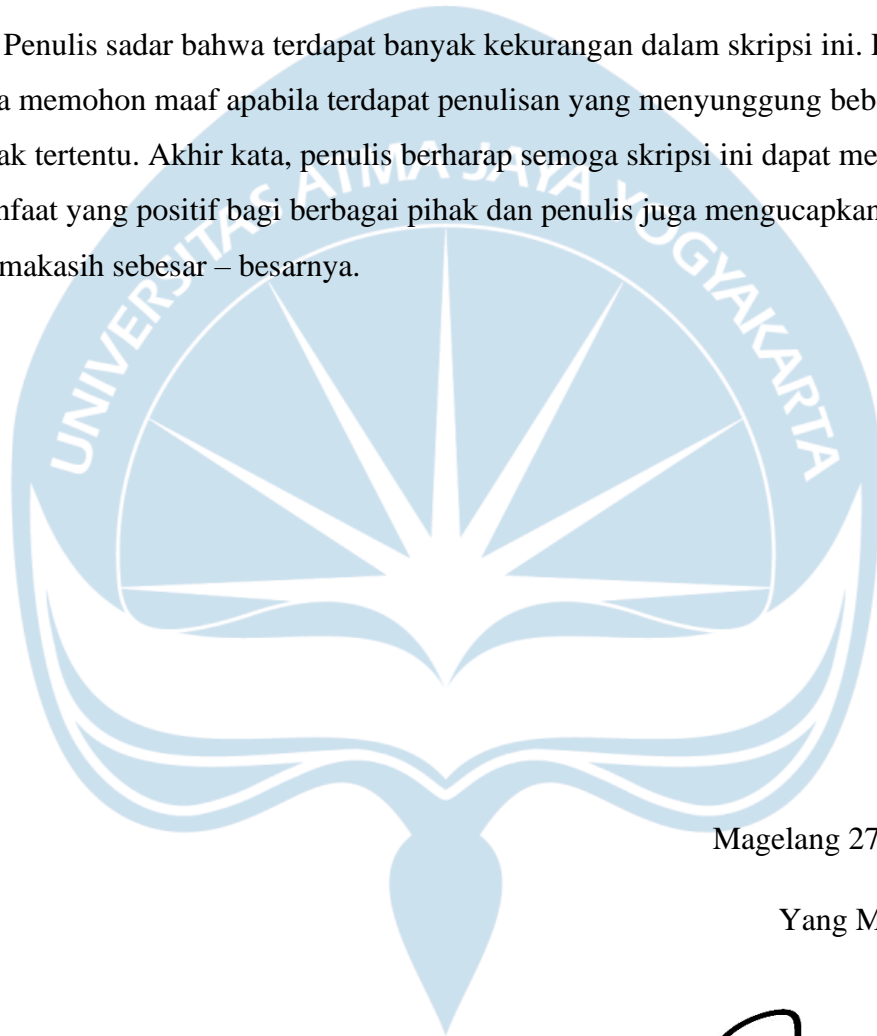 Penulis sadar bahwa terdapat banyak kekurangan dalam skripsi ini.
memohon maaf apabila terdapat penulisan yang menyunggung
tertentu. Akhir kata, penulis berharap semoga skripsi ini dapat
yang positif bagi berbagai pihak dan penulis juga mengucapkan
sebesar – besarnya.
UNIVERSITAS ATMA JAYA YOGYAKARTA
Magelang 27
Yang